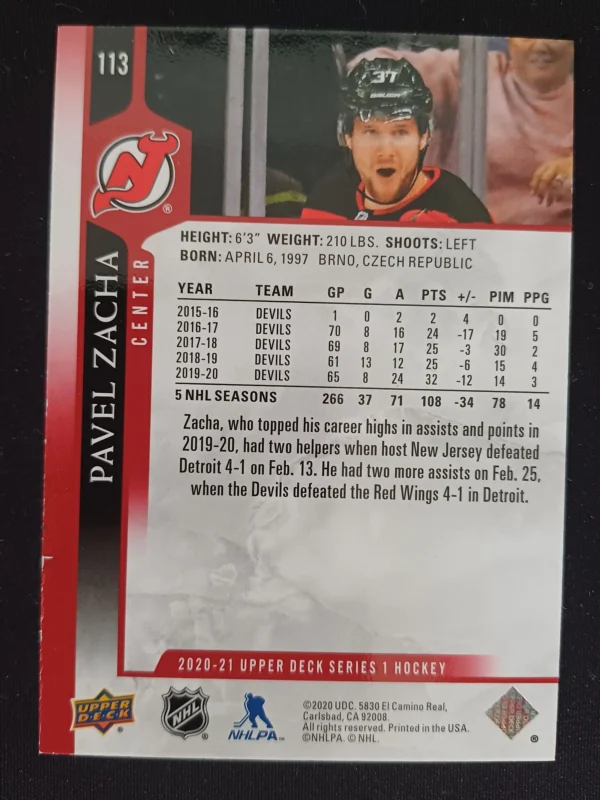 113
37
BAUER
PAVEL ZACHA
CENTER
HEIGHT: 6'3" WEIGHT: 210 LBS. SHOOTS: LEFT
BORN: APRIL 6, 1997 BRNO, CZECH REPUBLIC
YEAR TEAM GP G A PTS +/- PIM PPG
2015-16 DEVILS 1 0 2 2 4 0 0
2016-17 DEVILS 70 8 16 24 -17 19 5
2017-18 DEVILS 69 8 17 25 -3 30 2
2018-19 DEVILS 61 13 12 25 -6 15 4
2019-20 DEVILS 65 8 24 32 -12 14 3
5 NHL SEASONS 266 37 71 108 -34 78 14
Zacha, who topped his career highs in assists and points in
2019-20, had two helpers when host New Jersey defeated
Detroit 4-1 on Feb. 13. He had two more assists on Feb. 25,
when the Devils defeated the Red Wings 4-1 in Detroit.
2020-21 UPPER DECK SERIES 1 HOCKEY
UPPER DECK
NHL
NHLPA
©2020 UDC. 5830 El Camino Real,
Carlsbad, CA 92008.
All rights reserved. Printed in the USA.
©NHLPA. © NHL.